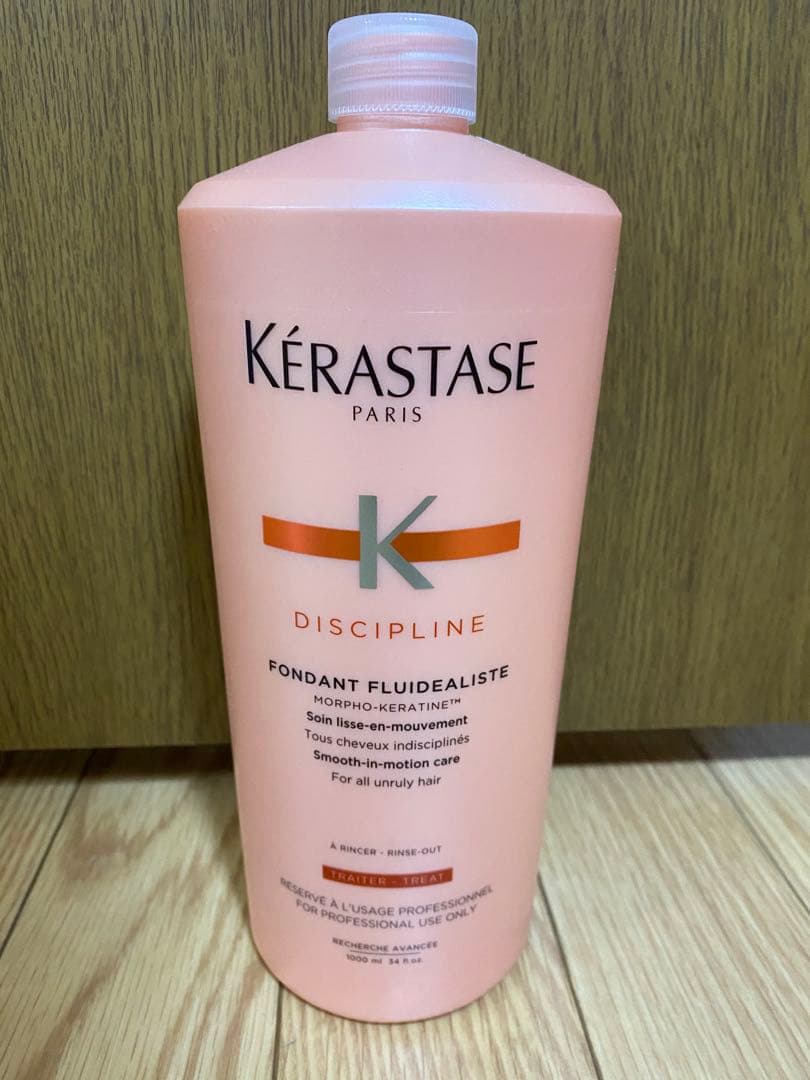 KÉRASTASE
PARIS
K
DISCIPLINE
FONDANT FLUIDEALISTE
MORPHO-KERATINE™
Soin lisse-en-mouvement
Tous cheveux indisciplinés
Smooth-in-motion care
For all unruly hair
À RINCER - RINSE-OUT
TRAITER - TREAT
RÉSERVÉ À L'USAGE PROFESSIONNEL
FOR PROFESSIONAL USE ONLY
RECHERCHE AVANCÉE
1000 ml 34 fl.oz.